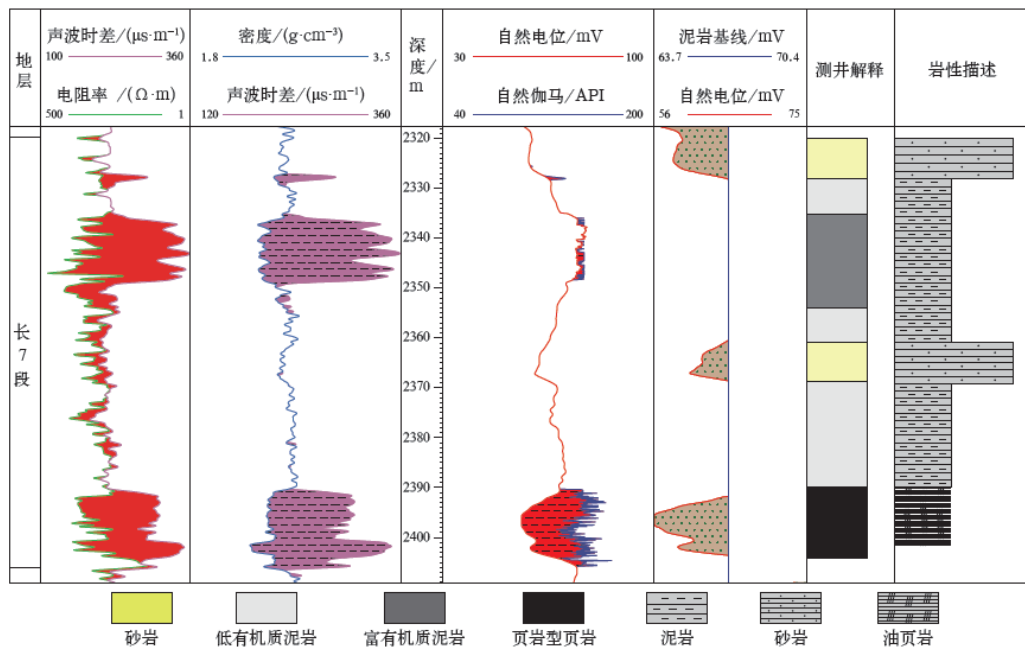 地层
声波时差/(μs·m⁻¹)
100 360
电阻率 /(Ω·m)
500 1
密度/(g·cm⁻³)
1.8 3.5
声波时差/(μs·m⁻¹)
120 360
深度/m
自然电位/mV
30 100
自然伽马/API
40 200
泥岩基线/mV
63.7 70.4
自然电位/mV
56 75
测井解释
岩性描述
长7段
2320
2330
2340
2350
2360
2370
2380
2390
2400
砂岩 低有机质泥岩 富有机质泥岩 页岩型页岩 泥岩 砂岩 油页岩